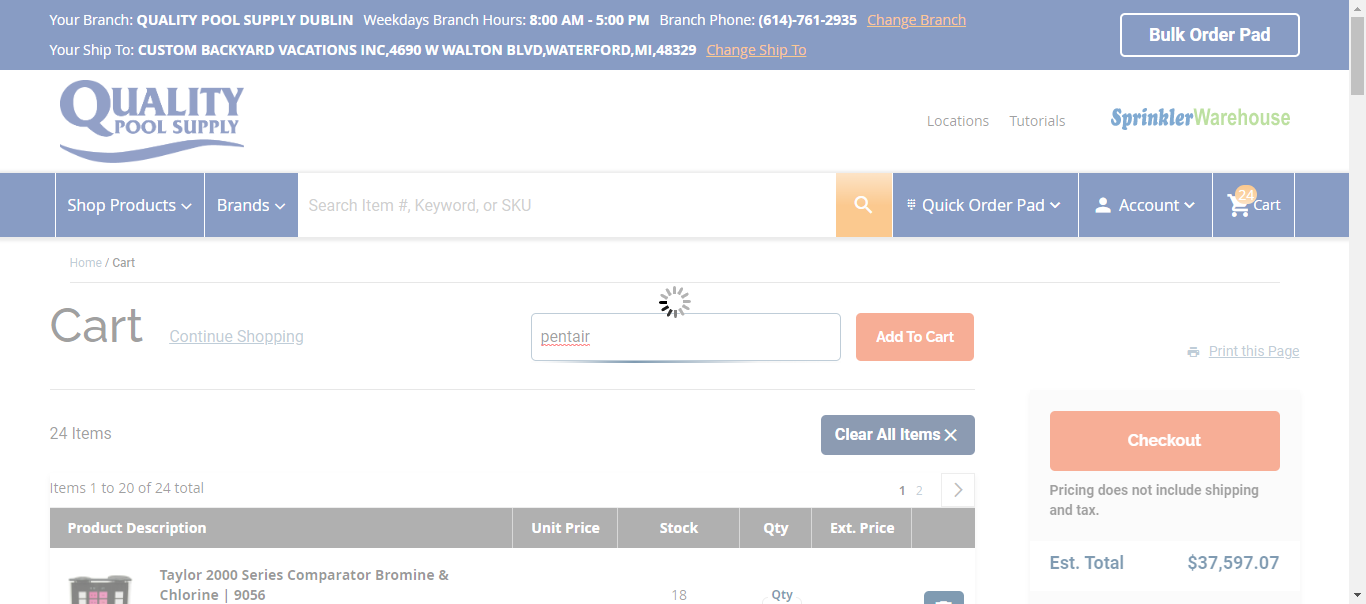 Your Branch: QUALITY POOL SUPPLY DUBLIN Weekdays Branch Hours: 8:00 AM - 5:00 PM Branch Phone: (614)-761-2935 Change Branch
Your Ship To: CUSTOM BACKYARD VACATIONS INC,4690 W WALTON BLVD,WATERFORD,MI,48329 Change Ship To
Bulk Order Pad
QUALITY
POOL SUPPLY
Locations Tutorials
SprinklerWarehouse
Shop Products Brands Search Item #, Keyword, or SKU Quick Order Pad Account 24 Cart
Home / Cart
Cart Continue Shopping pentair Add To Cart
Print this Page
24 Items Clear All Items
Checkout
Items 1 to 20 of 24 total 1 2
Pricing does not include shipping
and tax.
Product Description Unit Price Stock Qty Ext. Price
Est. Total $37,597.07
Taylor 2000 Series Comparator Bromine &
Chlorine | 9056 18 Qty